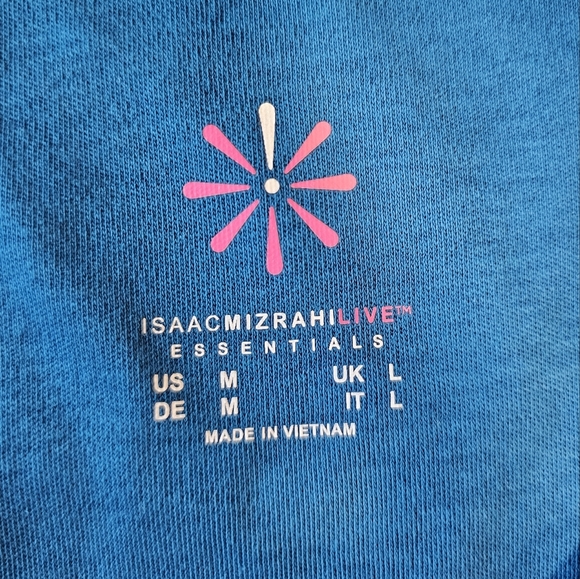 ISAACMIZRAHILIVE™
ESSENTIALS
US M UK L
DE M IT L
MADE IN VIETNAM